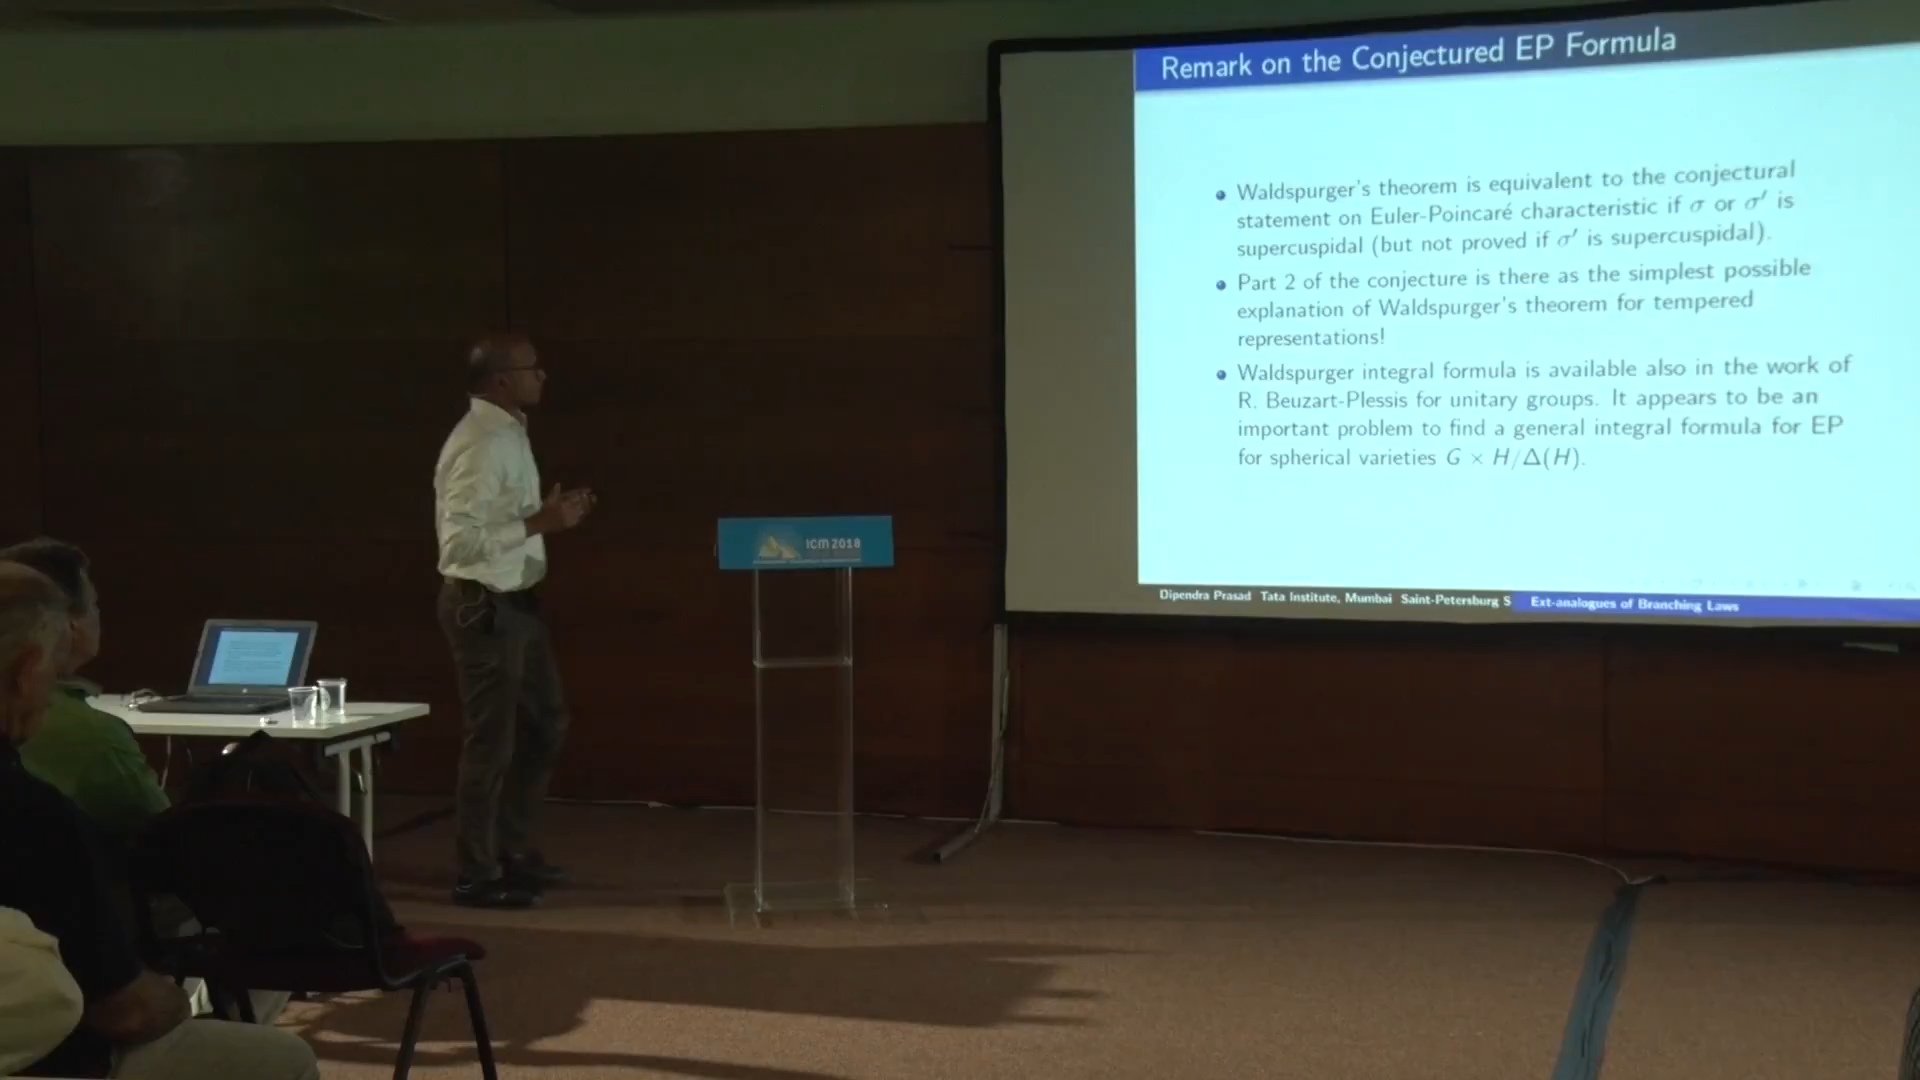 Remark on the Conjectured EP Formula
Waldspurger's theorem is equivalent to the conjectural
statement on Euler-Poincaré characteristic if σ or σ′ is
supercuspidal (but not proved if σ′ is supercuspidal).
Part 2 of the conjecture is there as the simplest possible
explanation of Waldspurger's theorem for tempered
representations!
Waldspurger integral formula is available also in the work of
R. Beuzart-Plessis for unitary groups. It appears to be an
important problem to find a general integral formula for EP
for spherical varieties G × H/Δ(H).
Dipendra Prasad Tata Institute, Mumbai Saint-Petersburg S
Ext-analogues of Branching Laws
ICM 2018